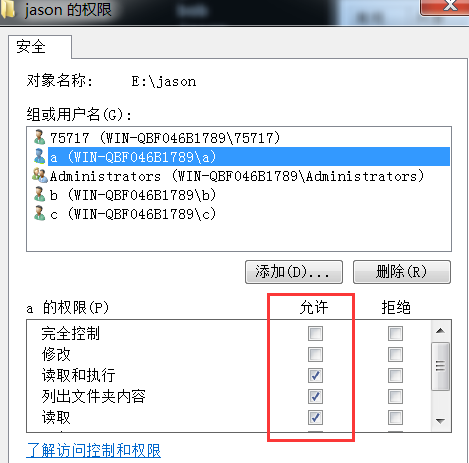 jason 的权限
安全
对象名称: E:\jason
组或用户名(G):
75717 (WIN-QBF046B1789\75717)
a (WIN-QBF046B1789\a)
Administrators (WIN-QBF046B1789\Administrators)
b (WIN-QBF046B1789\b)
c (WIN-QBF046B1789\c)
添加(D)... 删除(R)
a 的权限(P) 允许 拒绝
完全控制
修改
读取和执行
列出文件夹内容
读取
了解访问控制和权限